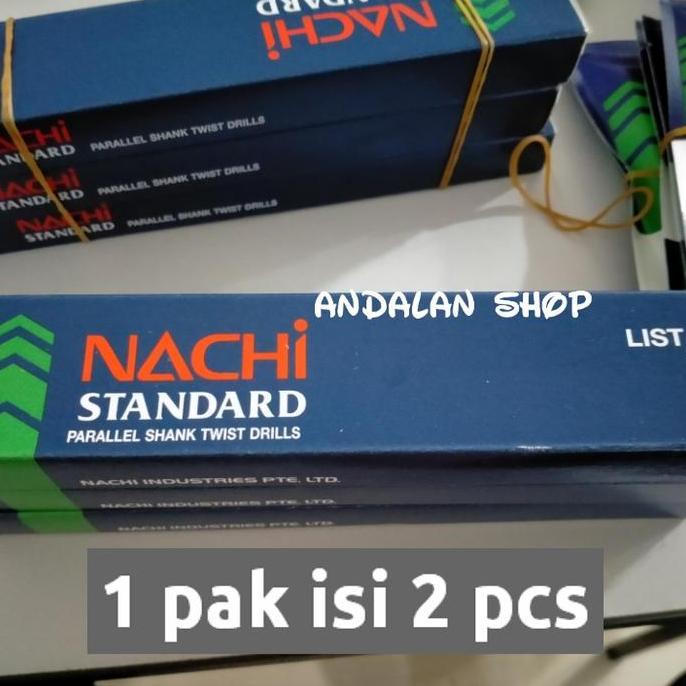 NACHi
STANDARD
NACHi
STANDARD PARALLEL SHANK TWIST DRILLS
NACHi
STANDARD PARALLEL SHANK TWIST DRILLS
NACHi
STANDARD PARALLEL SHANK TWIST DRILLS
ANDALAN SHOP
NACHi
STANDARD
PARALLEL SHANK TWIST DRILLS
LIST
NACHI INDUSTRIES PTE. LTD.
NACHI INDUSTRIES PTE. LTD.
NACHI INDUSTRIES PTE. LTD.
1 pak isi 2 pcs